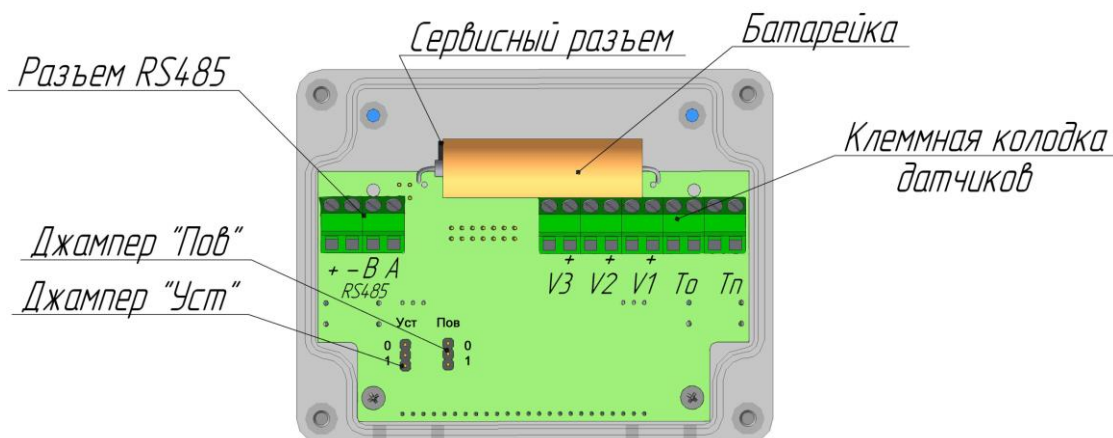 Сервисный разъем
Батарейка
Разъем RS485
Клеммная колодка
датчиков
Джампер "Пов"
Джампер "Уст"
+ - B A
RS485
+ + +
V3 V2 V1 To Tп
Уст Пов
0 0
1 1